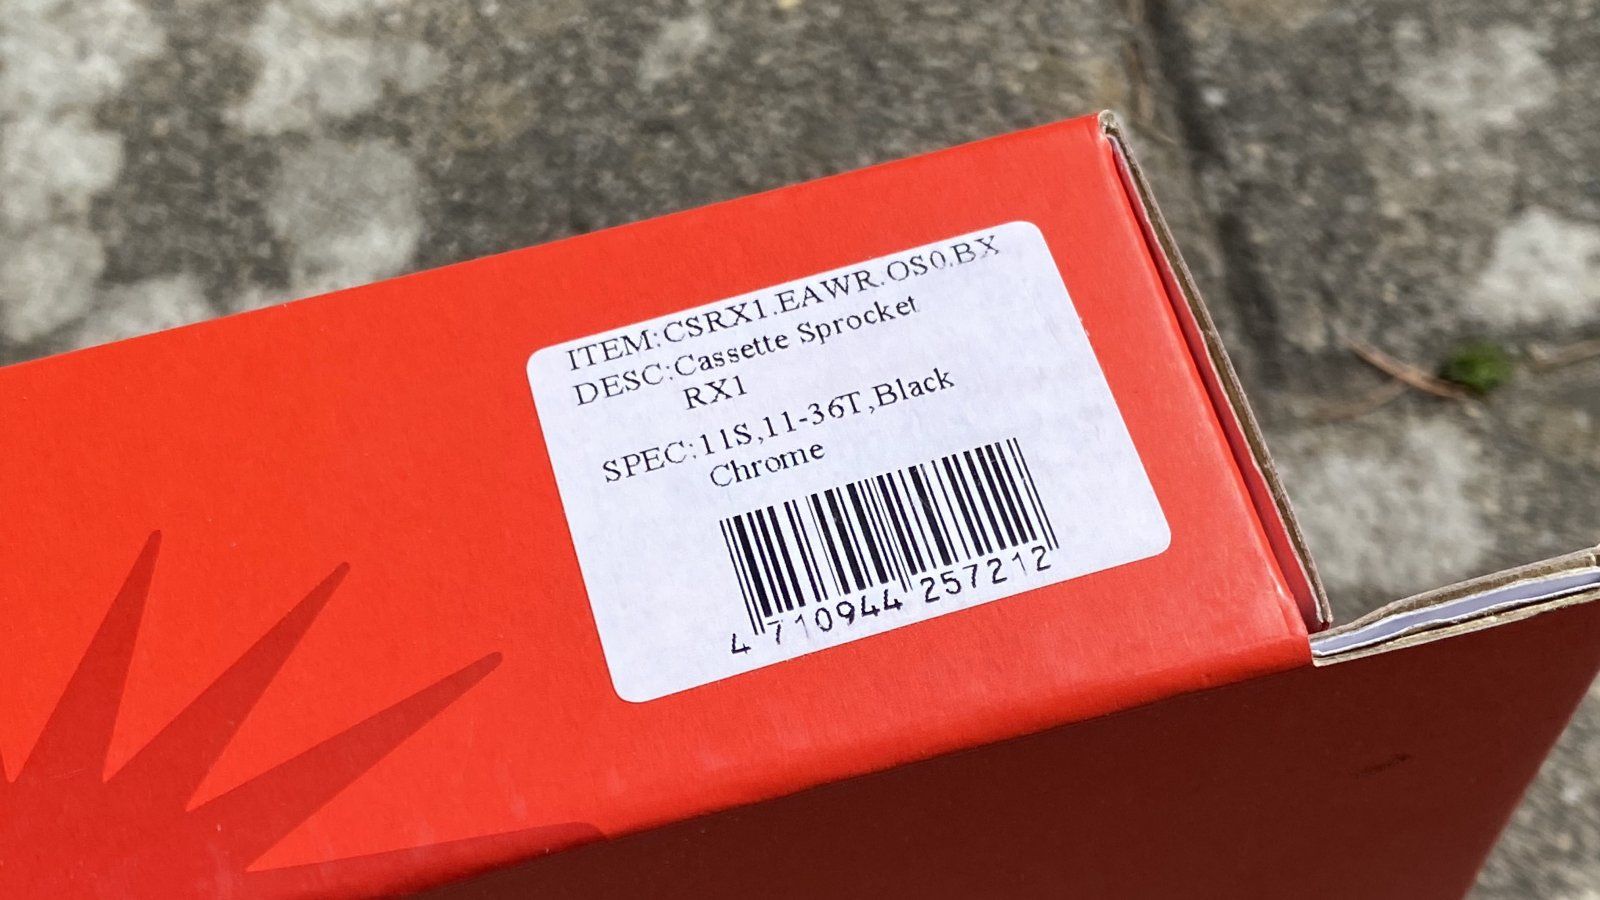 ITEM:CSRX1.EAWR.OS0.BX
DESC:Cassette Sprocket
RX1
SPEC:11S,11-36T,Black
Chrome
4 710944 257212